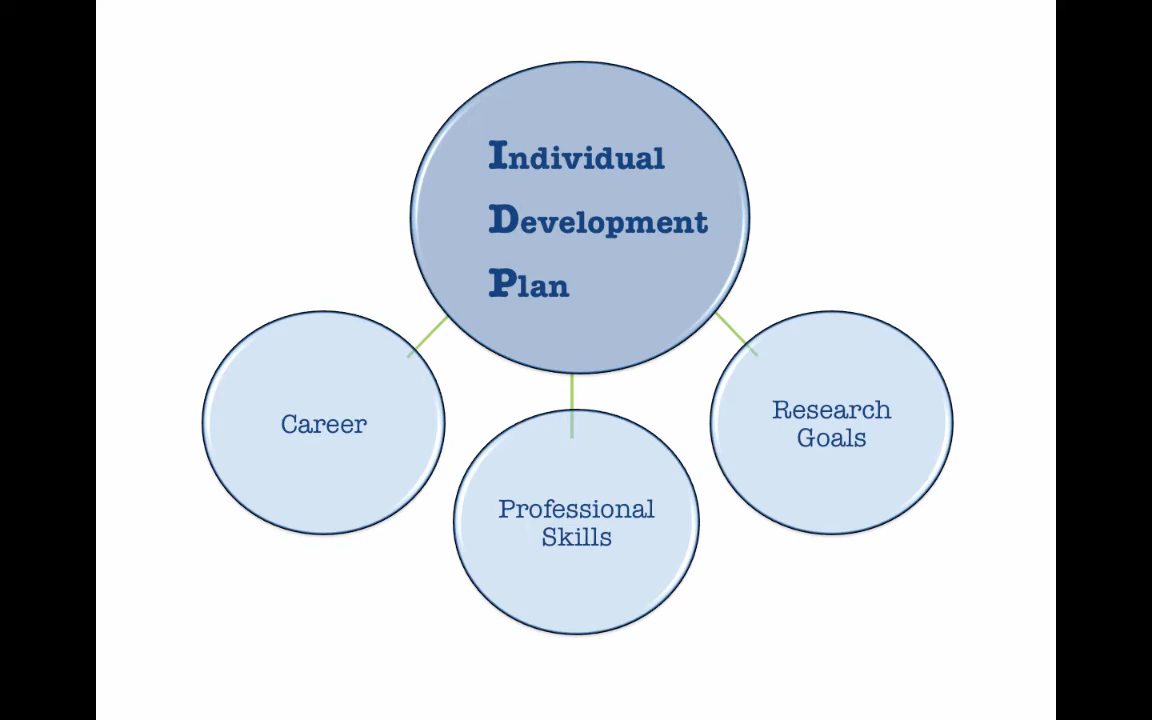 Individual
Development
Plan
Career
Professional
Skills
Research
Goals